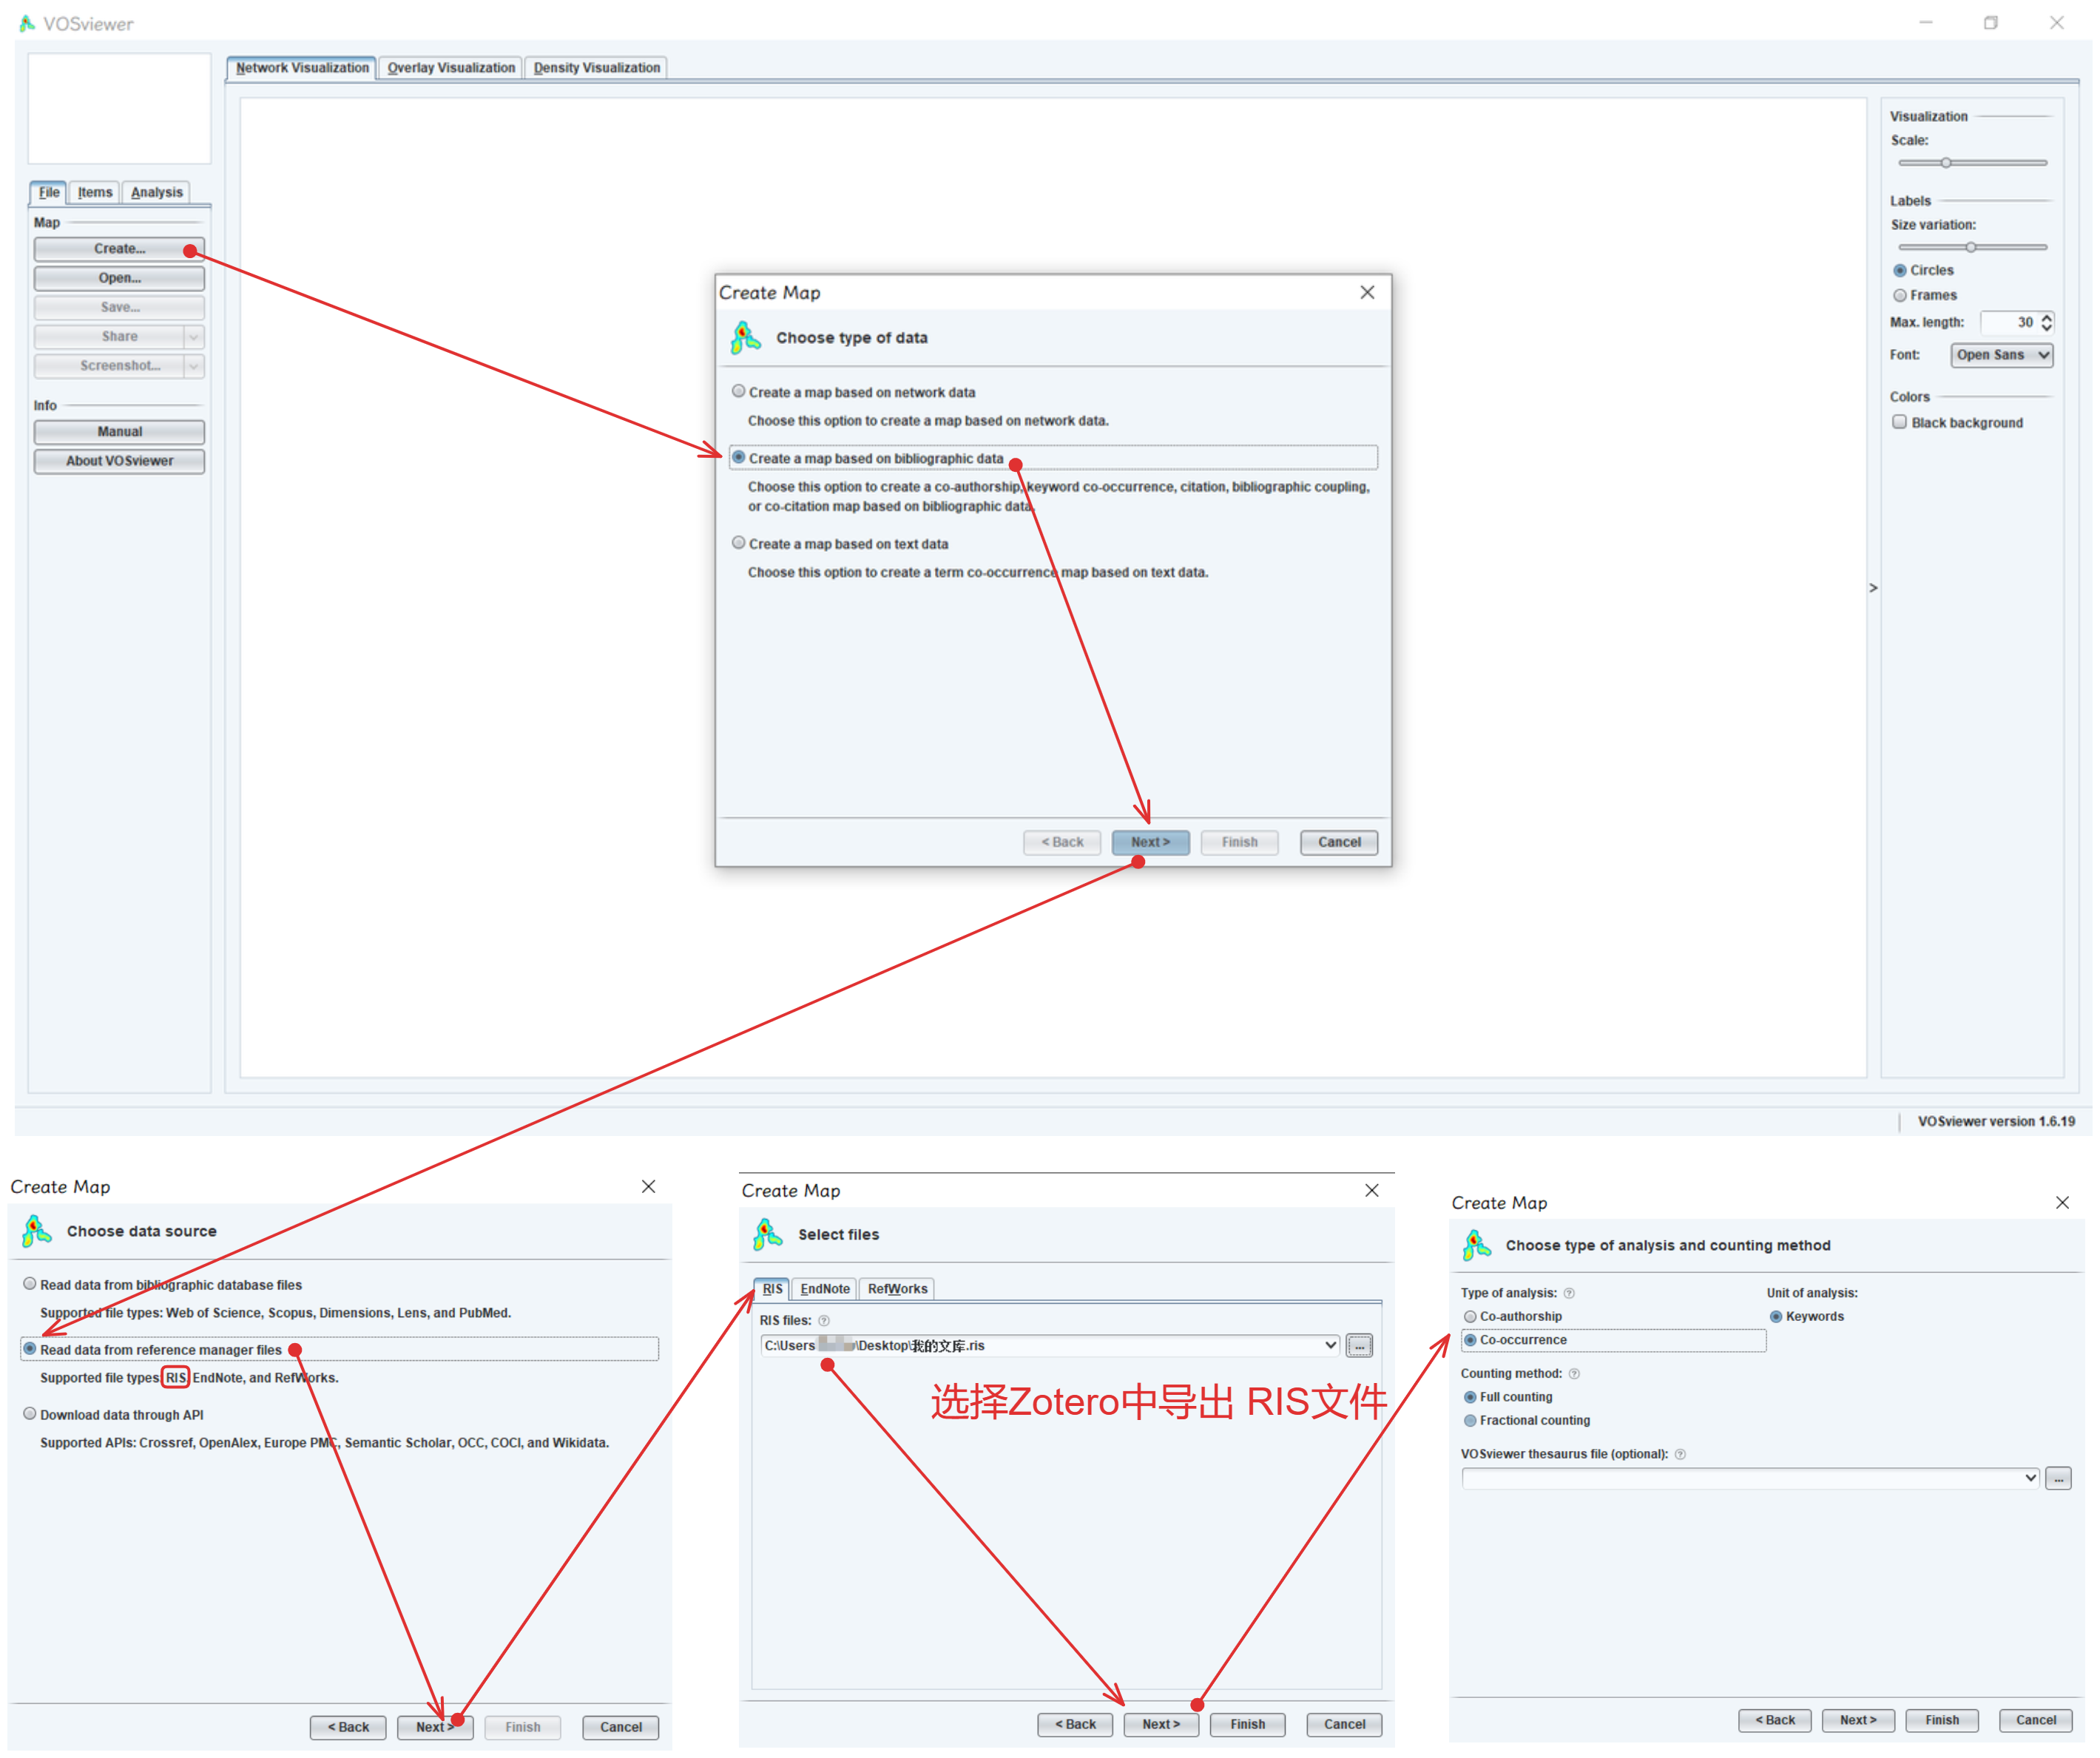 VOSviewer
Network Visualization Overlay Visualization Density Visualization
File Items Analysis
Map
Create...
Open...
Save...
Share
Screenshot...
Info
Manual
About VOSviewer
Create Map
Choose type of data
Create a map based on network data
Choose this option to create a map based on network data.
Create a map based on bibliographic data
Choose this option to create a co-authorship, keyword co-occurrence, citation, bibliographic coupling,
or co-citation map based on bibliographic data.
Create a map based on text data
Choose this option to create a term co-occurrence map based on text data.
< Back Next > Finish Cancel
Visualization
Scale:
Labels
Size variation:
Circles
Frames
Max. length: 30
Font: Open Sans
Colors
Black background
>
VOSviewer version 1.6.19
Create Map
Choose data source
Read data from bibliographic database files
Supported file types: Web of Science, Scopus, Dimensions, Lens, and PubMed.
Read data from reference manager files
Supported file types: RIS, EndNote, and RefWorks.
Download data through API
Supported APIs: Crossref, OpenAlex, Europe PMC, Semantic Scholar, OCC, COCI, and Wikidata.
< Back Next > Finish Cancel
Create Map
Select files
RIS EndNote RefWorks
RIS files: ?
C:\Users \Desktop\我的文库.ris ...
选择Zotero中导出 RIS文件
< Back Next > Finish Cancel
Create Map
Choose type of analysis and counting method
Type of analysis: ? Unit of analysis:
Co-authorship Keywords
Co-occurrence
Counting method: ?
Full counting
Fractional counting
VOSviewer thesaurus file (optional): ?
...
< Back Next > Finish Cancel